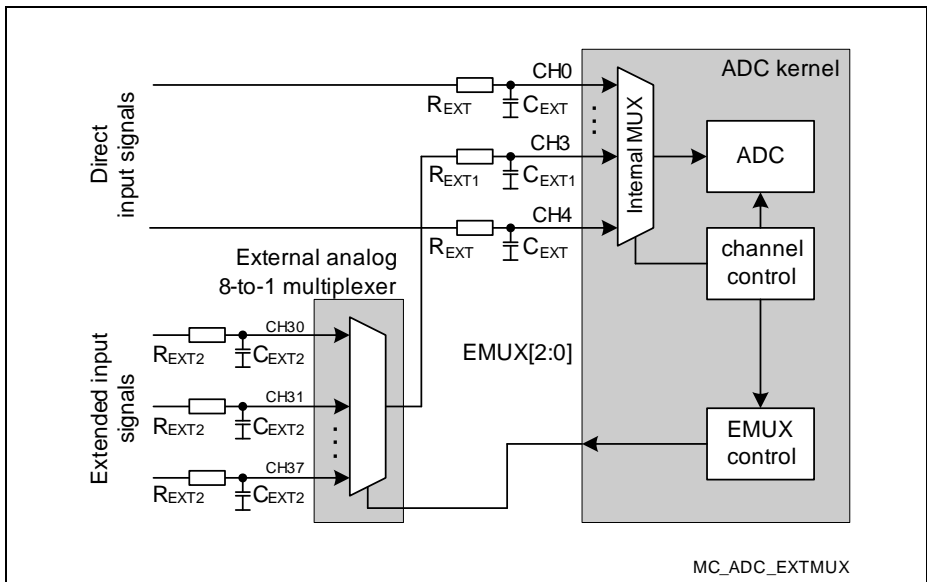 ADC kernel
Direct
input signals
CH0
REXT
CEXT
CH3
REXT1
CEXT1
CH4
REXT
CEXT
Internal MUX
ADC
channel
control
External analog
8-to-1 multiplexer
EMUX[2:0]
Extended input
signals
CH30
REXT2
CEXT2
CH31
REXT2
CEXT2
CH37
REXT2
CEXT2
EMUX
control
MC_ADC_EXTMUX